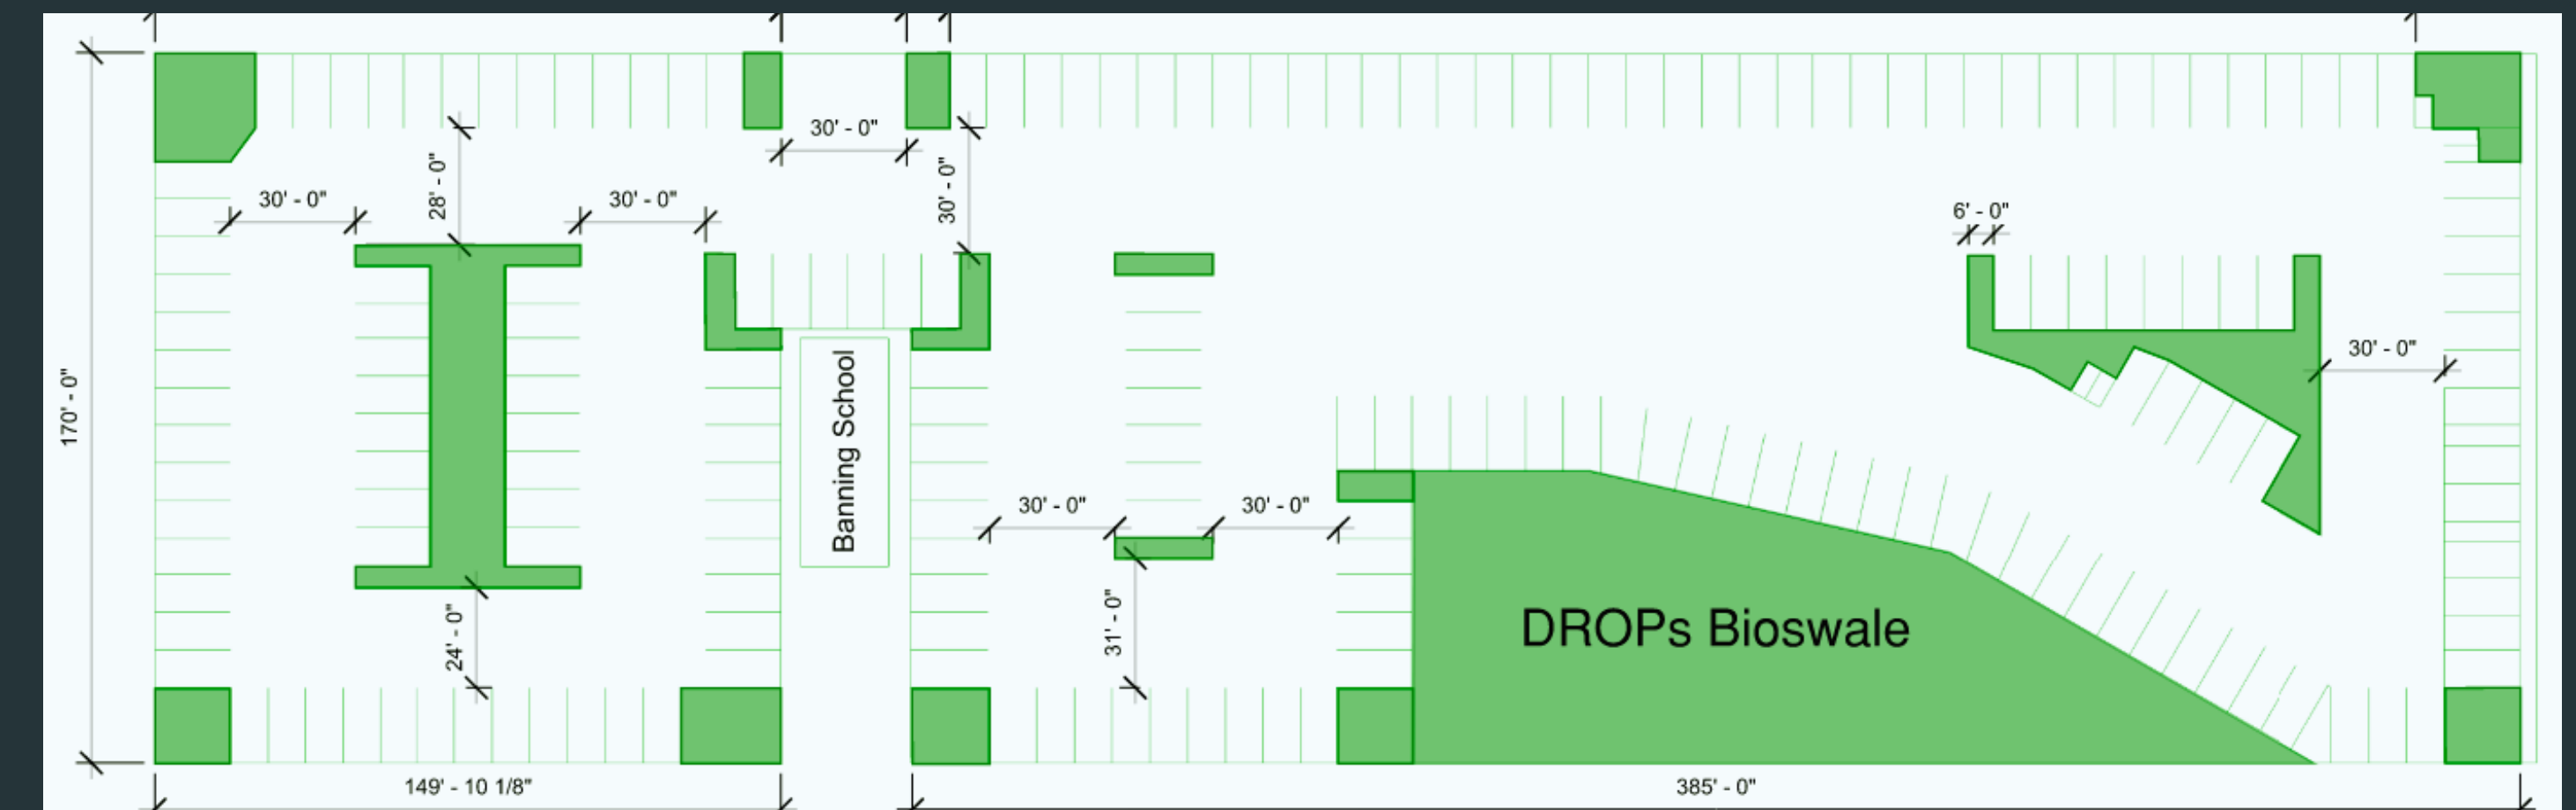 30' - 0"
28' - 0"
30' - 0"
30' - 0"
30' - 0"
6' - 0"
30' - 0"
170' - 0"
Banning School
30' - 0"
30' - 0"
24' - 0"
31' - 0"
DROPs Bioswale
149' - 10 1/8"
385' - 0"